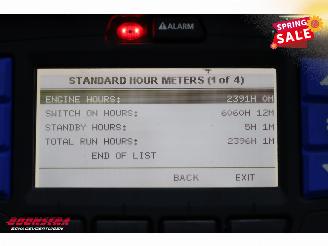 SPRING
SALE
ALARM
STANDARD HOUR METERS (1 of 4)
ENGINE HOURS: 2391H 0M
SWITCH ON HOURS: 6060H 12M
STANDBY HOURS: 5H 1M
TOTAL RUN HOURS: 2396H 1M
END OF LIST
BACK EXIT
BOOMSTRA